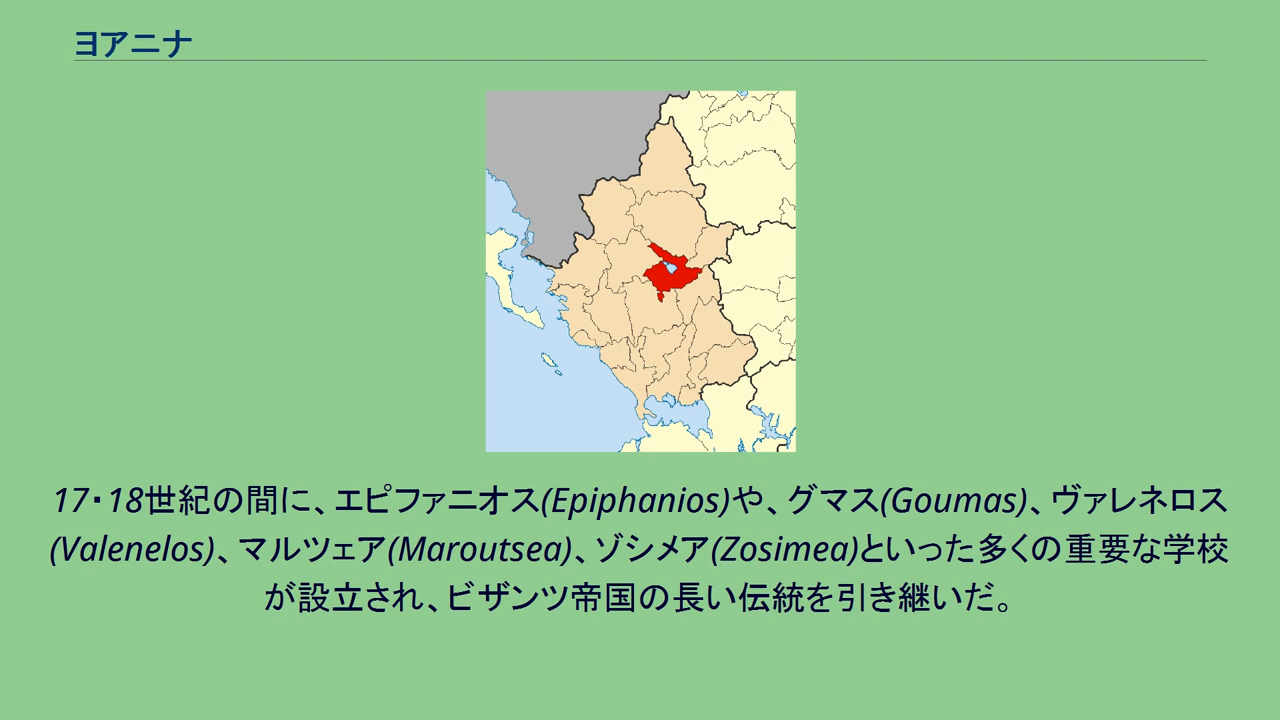 ヨアニナ
17・18世紀の間に、エピファニオス(Epiphanios)や、グマス(Goumas)、ヴァレネロス
(Valenelos)、マルツェア(Maroutsea)、ゾシメア(Zosimea)といった多くの重要な学校
が設立され、ビザンツ帝国の長い伝統を引き継いだ。